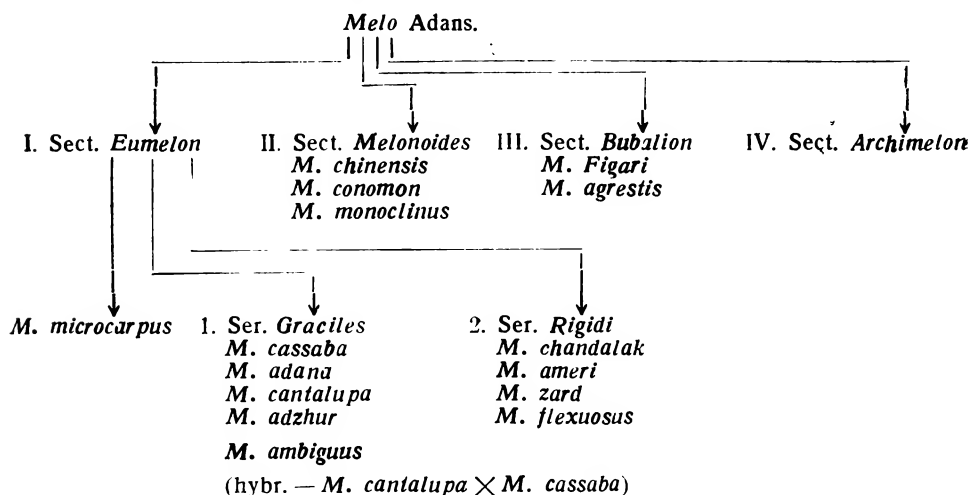 Melo Adans.
I. Sect. Eumelon II. Sect. Melonoides III. Sect. Bubalion IV. Sect. Archimelon
M. chinensis M. Figari
M. conomon M. agrestis
M. monoclinus
M. microcarpus 1. Ser. Graciles 2. Ser. Rigidi
M. cassaba M. chandalak
M. adana M. ameri
M. cantalupa M. zard
M. adzhur M. flexuosus
M. ambiguus
(hybr. — M. cantalupa × M. cassaba)